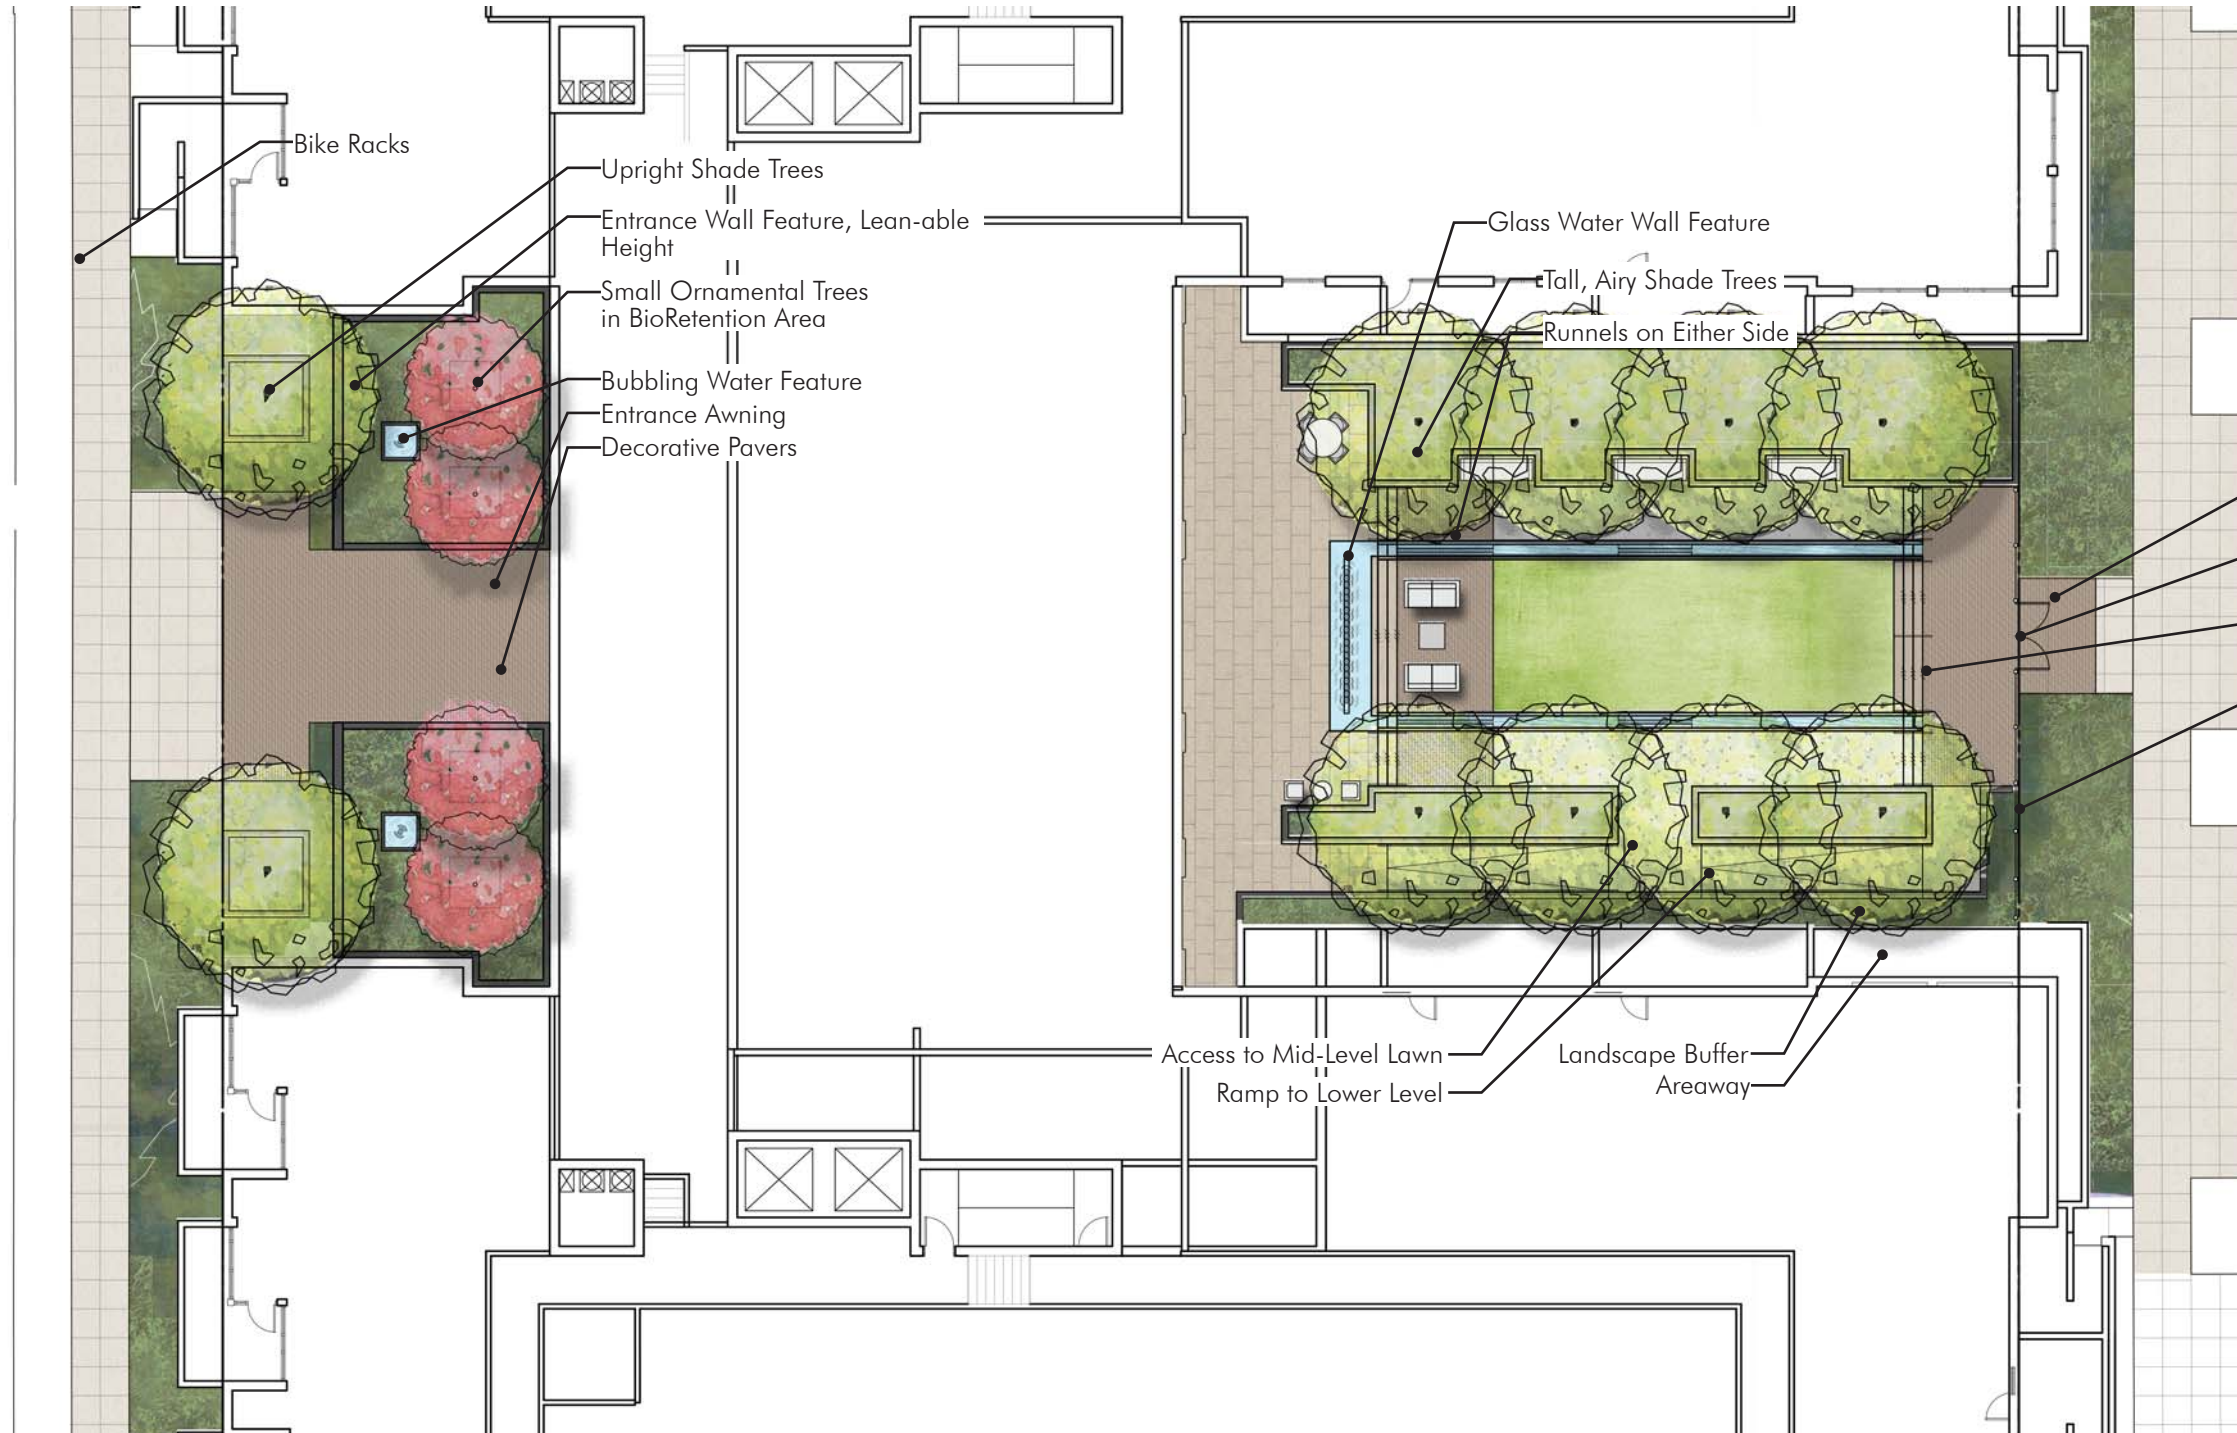 Bike Racks
Upright Shade Trees
Entrance Wall Feature, Lean-able
Height
Small Ornamental Trees
in BioRetention Area
Bubbling Water Feature
Entrance Awning
Decorative Pavers
Glass Water Wall Feature
Tall, Airy Shade Trees
Runnels on Either Side
Access to Mid-Level Lawn
Ramp to Lower Level
Landscape Buffer
Areaway